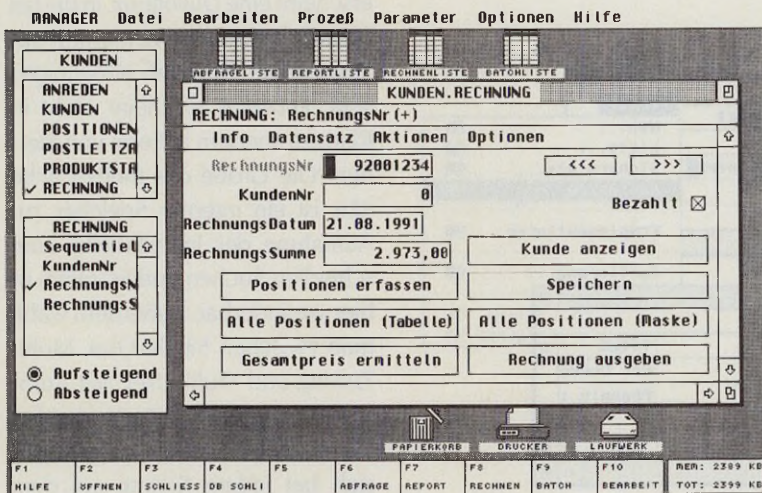 MANAGER Datei Bearbeiten Prozeß Parameter Optionen Hilfe
KUNDEN
ANREDEN
KUNDEN
POSITIONEN
POSTLEITZA
PRODUKTSTA
✓ RECHNUNG
RECHNUNG
Sequentiel
KundenNr
✓ RechnungsN
RechnungsS
Aufsteigend
Absteigend
ABFRAGELISTE REPORTLISTE RECHNENLISTE BATCHLISTE
KUNDEN.RECHNUNG
RECHNUNG: RechnungsNr(+)
Info Datensatz Aktionen Optionen
RechnungsNr 92081234 <<< >>>
KundenNr 0 Bezahlt
RechnungsDatum 21.08.1991
RechnungsSumme 2.973,00 Kunde anzeigen
Positionen erfassen Speichern
Alle Positionen (Tabelle) Alle Positionen (Maske)
Gesamtpreis ermitteln Rechnung ausgeben
PAPIERKORB DRUCKER LAUFWERK
F1 F2 F3 F4 F5 F6 F7 F8 F9 F10 MEM: 2389 KB
HILFE ÖFFNEN SCHLIESS DB SCHLI ABFRAGE REPORT RECHNEN BATCH BEARBEIT TOT: 2399 KB